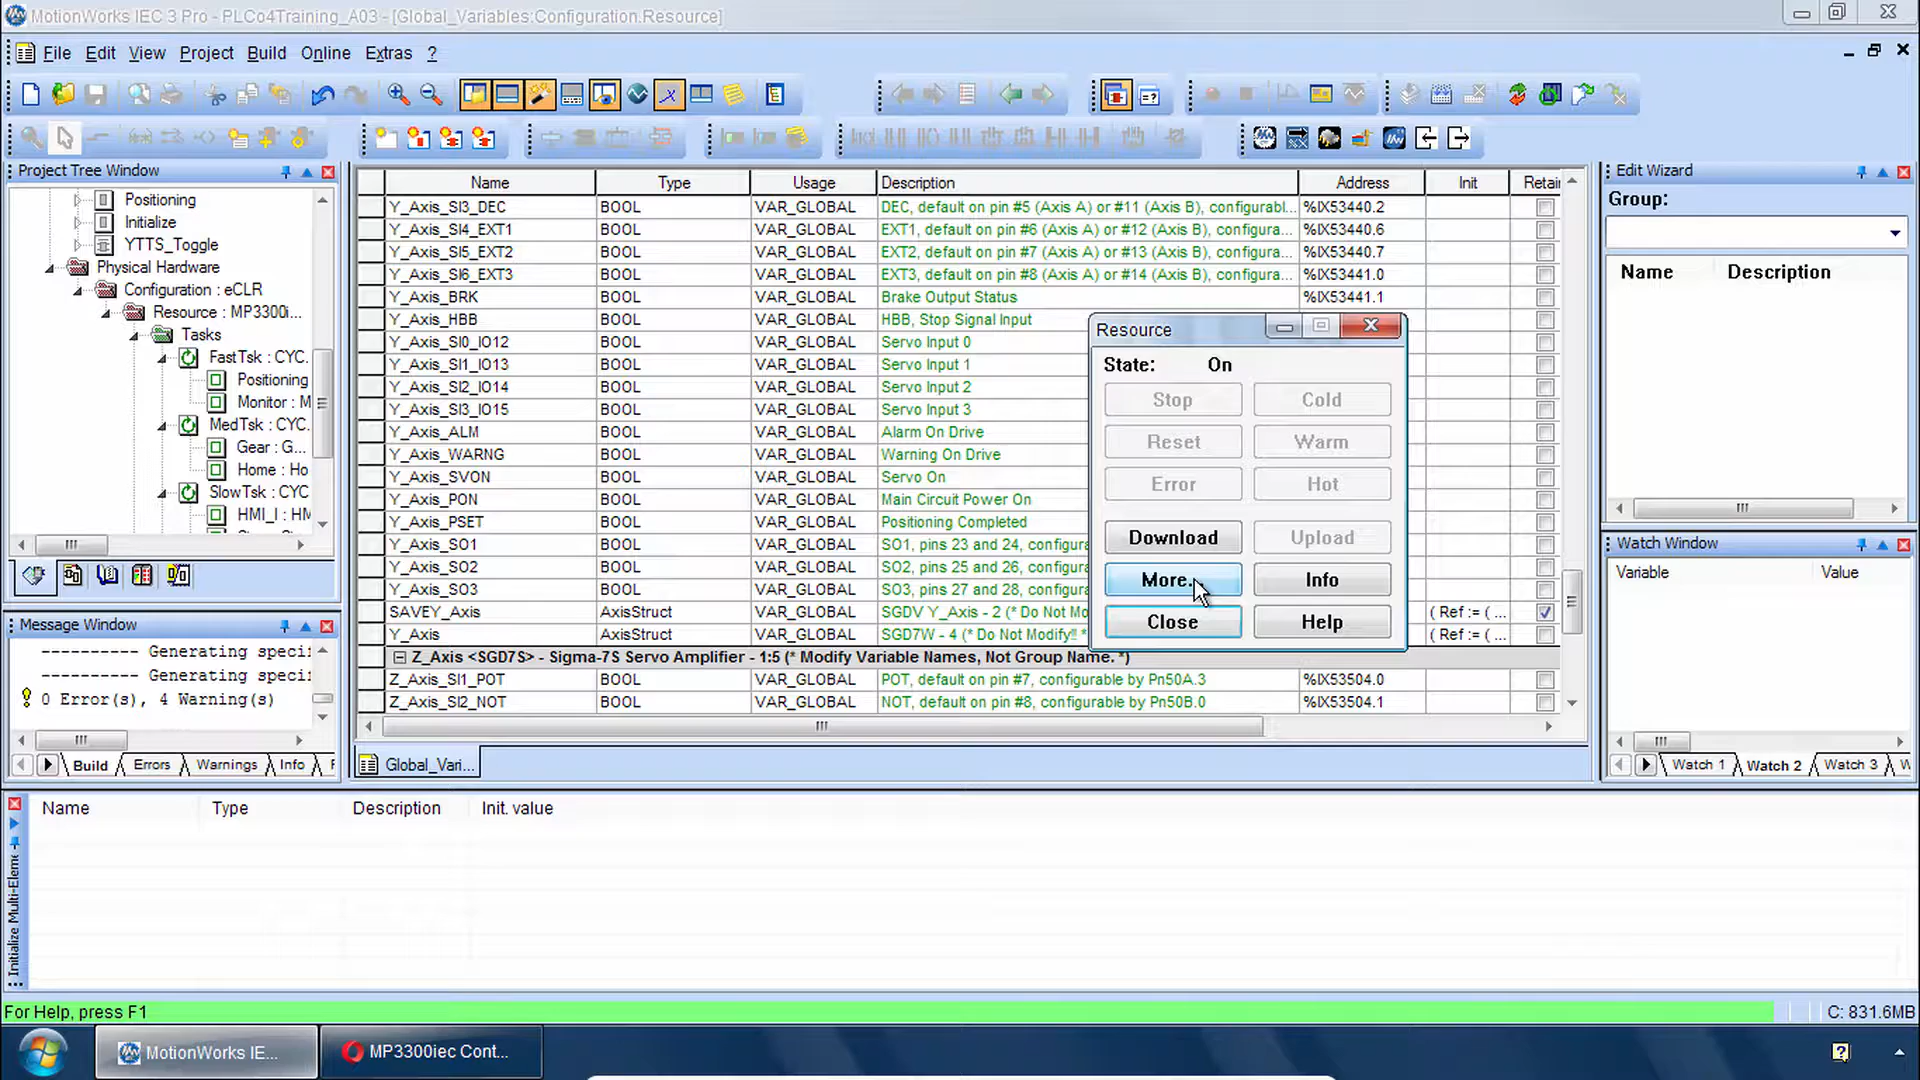 MotionWorks IEC 3 Pro - PLCo4Training_A03 - [Global_Variables:Configuration.Resource]
File Edit View Project Build Online Extras ?
Project Tree Window
Positioning
Initialize
YTTS_Toggle
Physical Hardware
Configuration : eCLR
Resource : MP3300i...
Tasks
FastTsk : CYC.
Positioning
Monitor : M
MedTsk : CYC.
Gear : G...
Home : Ho
SlowTsk : CYC
HMI_I : HM
Message Window
---------- Generating speci
---------- Generating speci
0 Error(s), 4 Warning(s)
Build Errors Warnings Info
Name Type Usage Description Address Init Retair
Y_Axis_SI3_DEC BOOL VAR_GLOBAL DEC, default on pin #5 (Axis A) or #11 (Axis B), configurabl... %IX53440.2
Y_Axis_SI4_EXT1 BOOL VAR_GLOBAL EXT1, default on pin #6 (Axis A) or #12 (Axis B), configura... %IX53440.6
Y_Axis_SI5_EXT2 BOOL VAR_GLOBAL EXT2, default on pin #7 (Axis A) or #13 (Axis B), configura... %IX53440.7
Y_Axis_SI6_EXT3 BOOL VAR_GLOBAL EXT3, default on pin #8 (Axis A) or #14 (Axis B), configura... %IX53441.0
Y_Axis_BRK BOOL VAR_GLOBAL Brake Output Status %IX53441.1
Y_Axis_HBB BOOL VAR_GLOBAL HBB, Stop Signal Input
Y_Axis_SI0_IO12 BOOL VAR_GLOBAL Servo Input 0
Y_Axis_SI1_IO13 BOOL VAR_GLOBAL Servo Input 1
Y_Axis_SI2_IO14 BOOL VAR_GLOBAL Servo Input 2
Y_Axis_SI3_IO15 BOOL VAR_GLOBAL Servo Input 3
Y_Axis_ALM BOOL VAR_GLOBAL Alarm On Drive
Y_Axis_WARNG BOOL VAR_GLOBAL Warning On Drive
Y_Axis_SVON BOOL VAR_GLOBAL Servo On
Y_Axis_PON BOOL VAR_GLOBAL Main Circuit Power On
Y_Axis_PSET BOOL VAR_GLOBAL Positioning Completed
Y_Axis_SO1 BOOL VAR_GLOBAL SO1, pins 23 and 24, configura
Y_Axis_SO2 BOOL VAR_GLOBAL SO2, pins 25 and 26, configura
Y_Axis_SO3 BOOL VAR_GLOBAL SO3, pins 27 and 28, configura
SAVEY_Axis AxisStruct VAR_GLOBAL SGDV Y_Axis - 2 (* Do Not Mo ( Ref := ( ...
Y_Axis AxisStruct VAR_GLOBAL SGD7W - 4 (* Do Not Modify!! * ( Ref := ( ...
Z_Axis <SGD7S> - Sigma-7S Servo Amplifier - 1:5 (* Modify Variable Names, Not Group Name. *)
Z_Axis_SI1_POT BOOL VAR_GLOBAL POT, default on pin #7, configurable by Pn50A.3 %IX53504.0
Z_Axis_SI2_NOT BOOL VAR_GLOBAL NOT, default on pin #8, configurable by Pn50B.0 %IX53504.1
Global_Vari...
Resource
State: On
Stop Cold
Reset Warm
Error Hot
Download Upload
More. Info
Close Help
Edit Wizard
Group:
Name Description
Watch Window
Variable Value
Watch 1 Watch 2 Watch 3 W
Name Type Description Init. value
Initialize Multi-Eleme
For Help, press F1
C: 831.6MB
MotionWorks IE...
MP3300iec Cont...